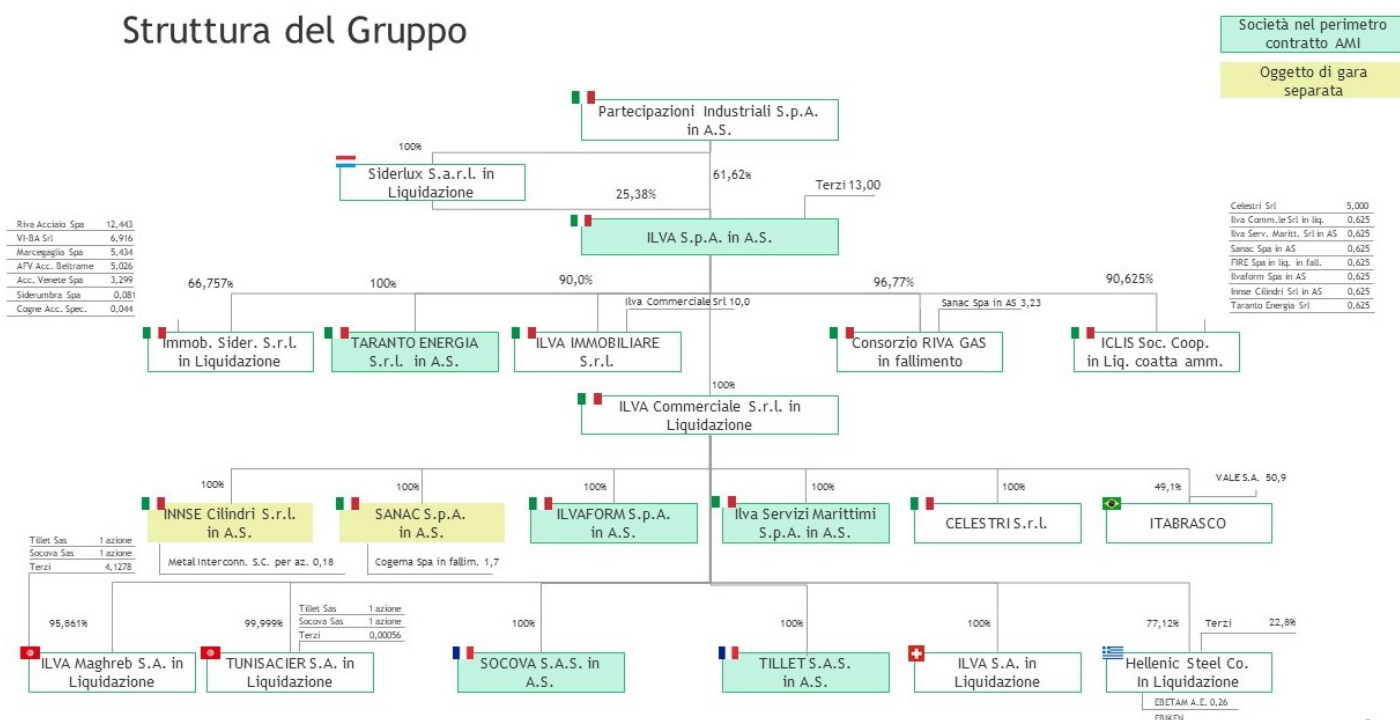 Struttura del Gruppo
Società nel perimetro
contratto AMI
Oggetto di gara
separata
Partecipazioni Industriali S.p.A.
in A.S.
100%
Siderlux S.a.r.l. in
Liquidazione
61,62%
25,38%
Terzi 13,00
ILVA S.p.A. in A.S.
Riva Acciaio Spa 12,443
VI-BA Srl 6,916
Marcegaglia Spa 5,434
AFV Acc. Beltrame 5,026
Acc. Venete Spa 3,299
Siderumbra Spa 0,081
Cogne Acc. Spec. 0,044
Celestri Srl 5,000
Ilva Comm.le Srl in liq. 0,625
Ilva Serv. Maritt. Srl in AS 0,625
Sanac Spa in AS 0,625
FIRE Spa in liq. in fall. 0,625
Ilvaform Spa in AS 0,625
Innse Cilindri Srl in AS 0,625
Taranto Energia Srl 0,625
66,757%
100%
90,0%
96,77%
90,625%
Ilva Commerciale Srl 10,0
Sanac Spa in AS 3,23
Immob. Sider. S.r.l.
in Liquidazione
TARANTO ENERGIA
S.r.l. in A.S.
ILVA IMMOBILIARE
S.r.l.
Consorzio RIVA GAS
in fallimento
ICLIS Soc. Coop.
in Liq. coatta amm.
100%
ILVA Commerciale S.r.l. in
Liquidazione
100%
100%
100%
100%
100%
49,1%
VALE S.A. 50,9
INNSE Cilindri S.r.l.
in A.S.
SANAC S.p.A.
in A.S.
ILVAFORM S.p.A.
in A.S.
Ilva Servizi Marittimi
S.p.A. in A.S.
CELESTRI S.r.l.
ITABRASCO
Metal Interconn. S.C. per az. 0,18
Cogema Spa in fallim. 1,7
Tillet Sas 1 azione
Socova Sas 1 azione
Terzi 4,1278
Tillet Sas 1 azione
Socova Sas 1 azione
Terzi 0,00056
95,861%
99,999%
100%
100%
100%
77,12%
Terzi 22,8%
ILVA Maghreb S.A. in
Liquidazione
TUNISACIER S.A. in
Liquidazione
SOCOVA S.A.S. in
A.S.
TILLET S.A.S.
in A.S.
ILVA S.A. in
Liquidazione
Hellenic Steel Co.
In Liquidazione
EBETAM A.E. 0,26